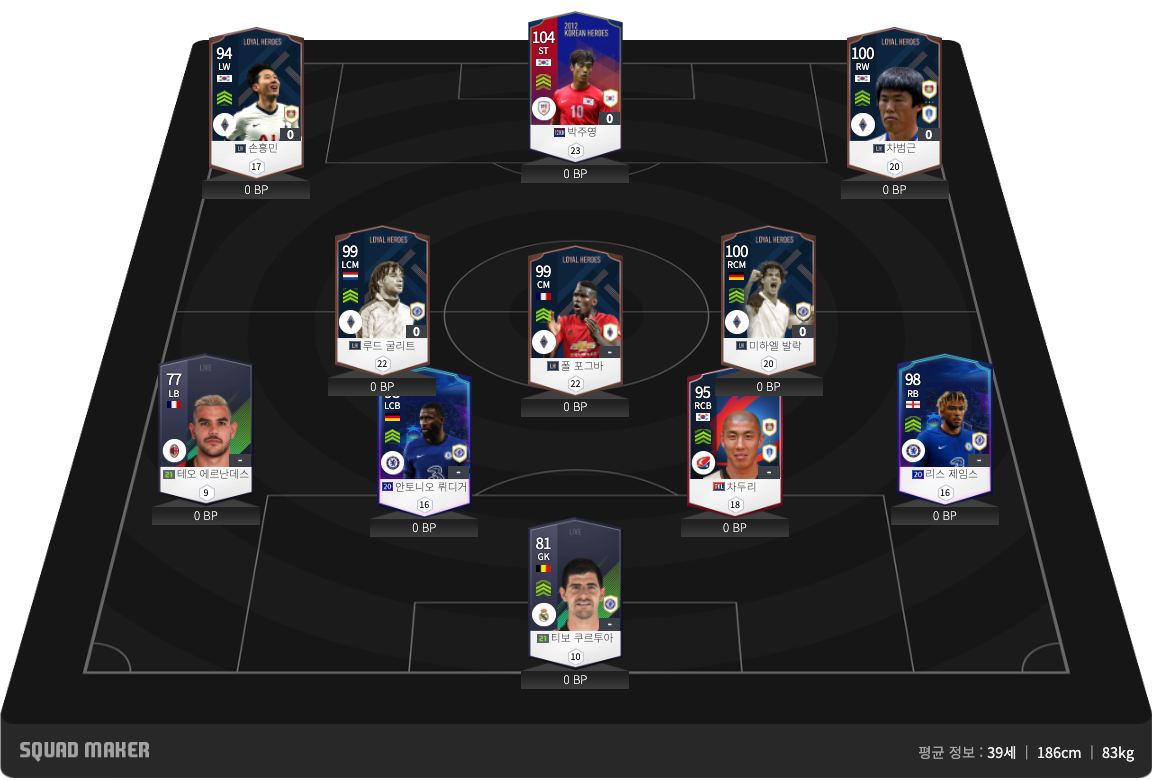 LOYAL HEROES
94
LW
0
LH 손흥민
17
0 BP
2012
KOREAN HEROES
104
ST
10
0
12KH 박주영
23
0 BP
LOYAL HEROES
100
RW
0
LH 차범근
20
0 BP
LOYAL HEROES
99
LCM
0
LH 루드 굴리트
22
0 BP
LOYAL HEROES
99
CM
-
LH 폴 포그바
22
0 BP
LOYAL HEROES
100
RCM
0
LH 미하엘 발락
20
0 BP
LIVE
77
LB
-
21 테오 에르난데스
9
0 BP
LCB
3
-
20 안토니오 뤼디거
16
0 BP
95
RCB
-
차두리
18
0 BP
98
RB
3
-
20 리스 제임스
16
0 BP
LIVE
81
GK
-
21 티보 쿠르투아
10
0 BP
SQUAD MAKER
평균 정보 : 39세 | 186cm | 83kg